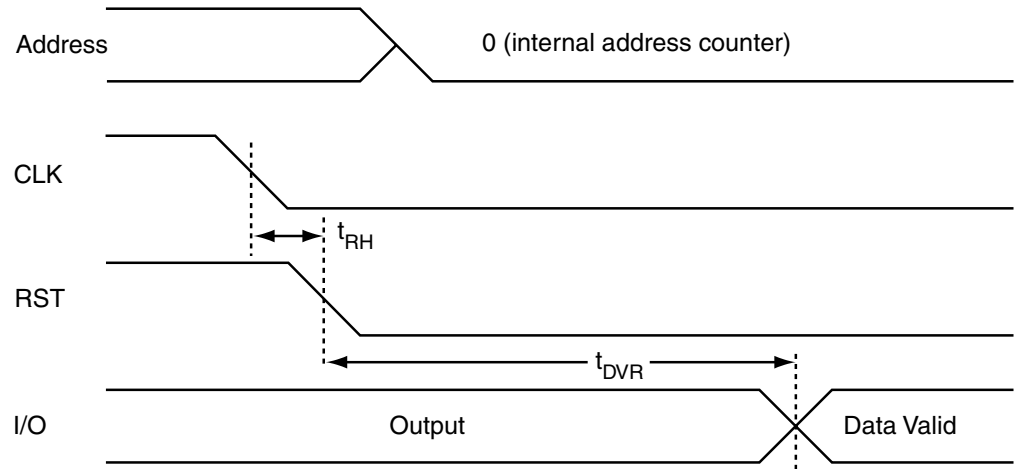 Address
0 (internal address counter)
CLK
tRH
RST
tDVR
I/O
Output
Data Valid